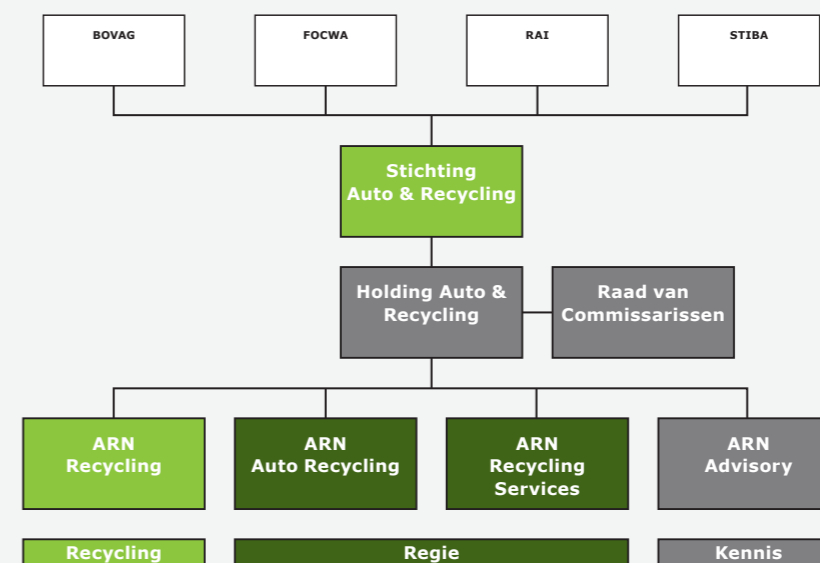 BOVAG
FOCWA
RAI
STIBA
Stichting
Auto & Recycling
Holding Auto &
Recycling
Raad van
Commissarissen
ARN
Recycling
ARN
Auto Recycling
ARN
Recycling
Services
ARN
Advisory
Recycling
Regie
Kennis